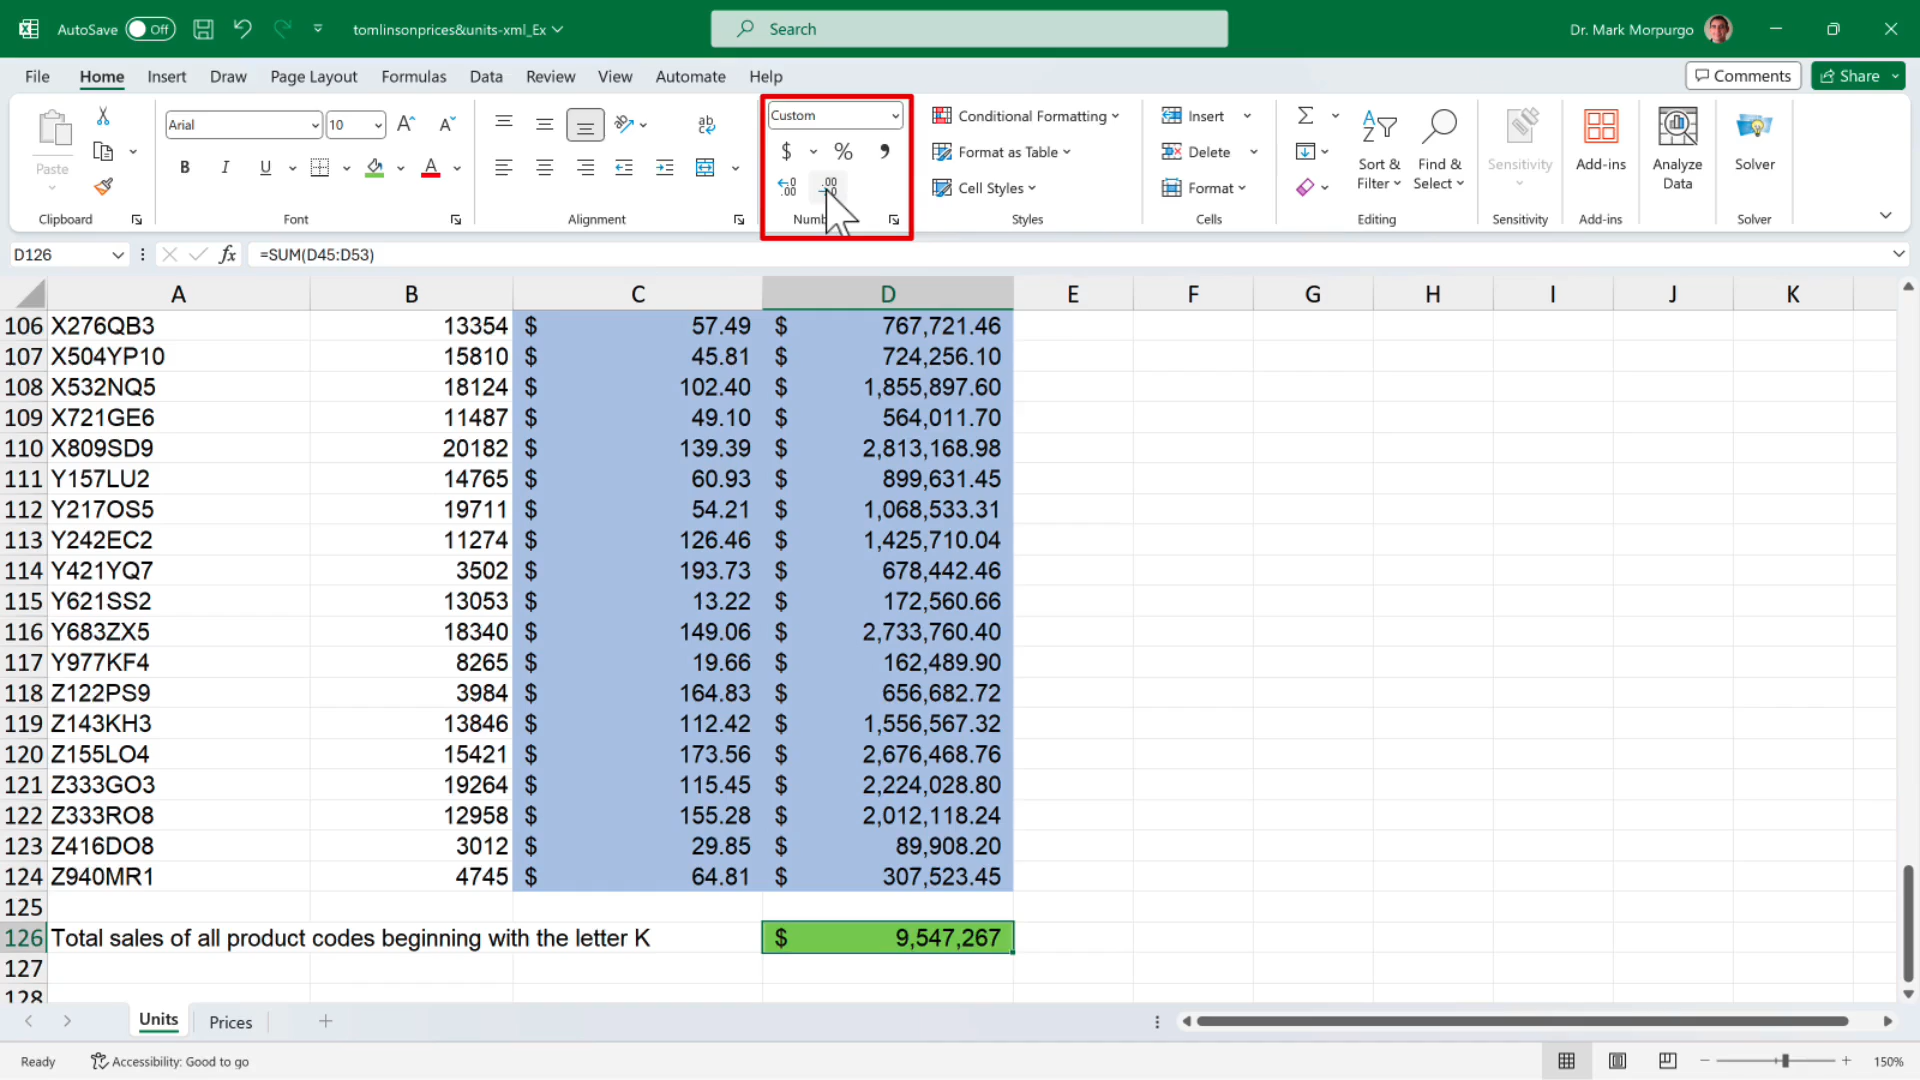 AutoSave Off tomlinsonprices&units-xml_Ex Search Dr. Mark Morpurgo
File Home Insert Draw Page Layout Formulas Data Review View Automate Help Comments Share
Paste
Clipboard
Arial 10
B I U A
Font
ab
Alignment
Custom
$ % ,
.00 .00
Conditional Formatting
Format as Table
Cell Styles
Styles
Insert
Delete
Format
Cells
Sort & Filter
Find & Select
Editing
Sensitivity
Sensitivity
Add-ins
Add-ins
Analyze Data
Solver
Solver
D126 fx =SUM(D45:D53)
A B C D E F G H I J K
106 X276QB3 13354 $ 57.49 $ 767,721.46
107 X504YP10 15810 $ 45.81 $ 724,256.10
108 X532NQ5 18124 $ 102.40 $ 1,855,897.60
109 X721GE6 11487 $ 49.10 $ 564,011.70
110 X809SD9 20182 $ 139.39 $ 2,813,168.98
111 Y157LU2 14765 $ 60.93 $ 899,631.45
112 Y217OS5 19711 $ 54.21 $ 1,068,533.31
113 Y242EC2 11274 $ 126.46 $ 1,425,710.04
114 Y421YQ7 3502 $ 193.73 $ 678,442.46
115 Y621SS2 13053 $ 13.22 $ 172,560.66
116 Y683ZX5 18340 $ 149.06 $ 2,733,760.40
117 Y977KF4 8265 $ 19.66 $ 162,489.90
118 Z122PS9 3984 $ 164.83 $ 656,682.72
119 Z143KH3 13846 $ 112.42 $ 1,556,567.32
120 Z155LO4 15421 $ 173.56 $ 2,676,468.76
121 Z333GO3 19264 $ 115.45 $ 2,224,028.80
122 Z333RO8 12958 $ 155.28 $ 2,012,118.24
123 Z416DO8 3012 $ 29.85 $ 89,908.20
124 Z940MR1 4745 $ 64.81 $ 307,523.45
125
126 Total sales of all product codes beginning with the letter K $ 9,547,267
127
128
Units Prices
Ready Accessibility: Good to go 150%